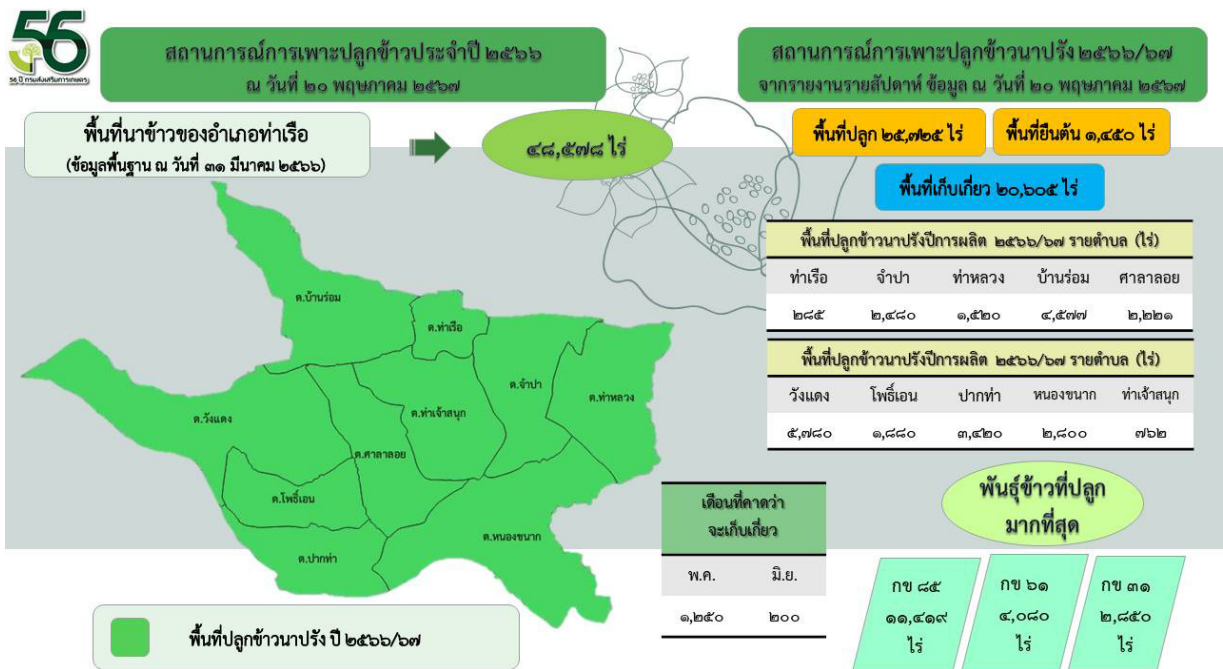 56
56 ปี กรมส่งเสริมการเกษตร
สถานการณ์การเพาะปลูกข้าวประจำปี ๒๕๖๖
ณ วันที่ ๒๐ พฤษภาคม ๒๕๖๗
พื้นที่นาข้าวของอำเภอท่าเรือ
(ข้อมูลพื้นฐาน ณ วันที่ ๓๑ มีนาคม ๒๕๖๖)
๔๘,๕๗๘ ไร่
สถานการณ์การเพาะปลูกข้าวนาปรัง ๒๕๖๖/๖๗
จากรายงานรายสัปดาห์ ข้อมูล ณ วันที่ ๒๐ พฤษภาคม ๒๕๖๗
พื้นที่ปลูก ๒๕,๗๒๕ ไร่
พื้นที่ยืนต้น ๑,๔๕๐ ไร่
พื้นที่เก็บเกี่ยว ๒๐,๖๐๕ ไร่
พื้นที่ปลูกข้าวนาปรังปีการผลิต ๒๕๖๖/๖๗ รายตำบล (ไร่)
ท่าเรือ จำปา ท่าหลวง บ้านร่อม ศาลาลอย
๒๘๕ ๒,๔๘๐ ๑,๕๒๐ ๔,๕๗๗ ๒,๒๒๑
พื้นที่ปลูกข้าวนาปรังปีการผลิต ๒๕๖๖/๖๗ รายตำบล (ไร่)
วังแดง โพธิ์เอน ปากท่า หนองขนาก ท่าเจ้าสนุก
๕,๗๘๐ ๑,๘๘๐ ๓,๔๒๐ ๒,๘๐๐ ๗๖๒
ต.บ้านร่อม
ต.ท่าเรือ
ต.จำปา
ต.ท่าหลวง
ต.วังแดง
ต.ท่าเจ้าสนุก
ต.ศาลาลอย
ต.โพธิ์เอน
ต.หนองขนาก
ต.ปากท่า
พื้นที่ปลูกข้าวนาปรัง ปี ๒๕๖๖/๖๗
เดือนที่คาดว่า
จะเก็บเกี่ยว
พ.ค. มิ.ย.
๑,๒๕๐ ๒๐๐
พันธุ์ข้าวที่ปลูก
มากที่สุด
กข ๘๕
๑๑,๔๑๙
ไร่
กข ๖๑
๔,๐๘๐
ไร่
กข ๓๑
๒,๘๕๐
ไร่